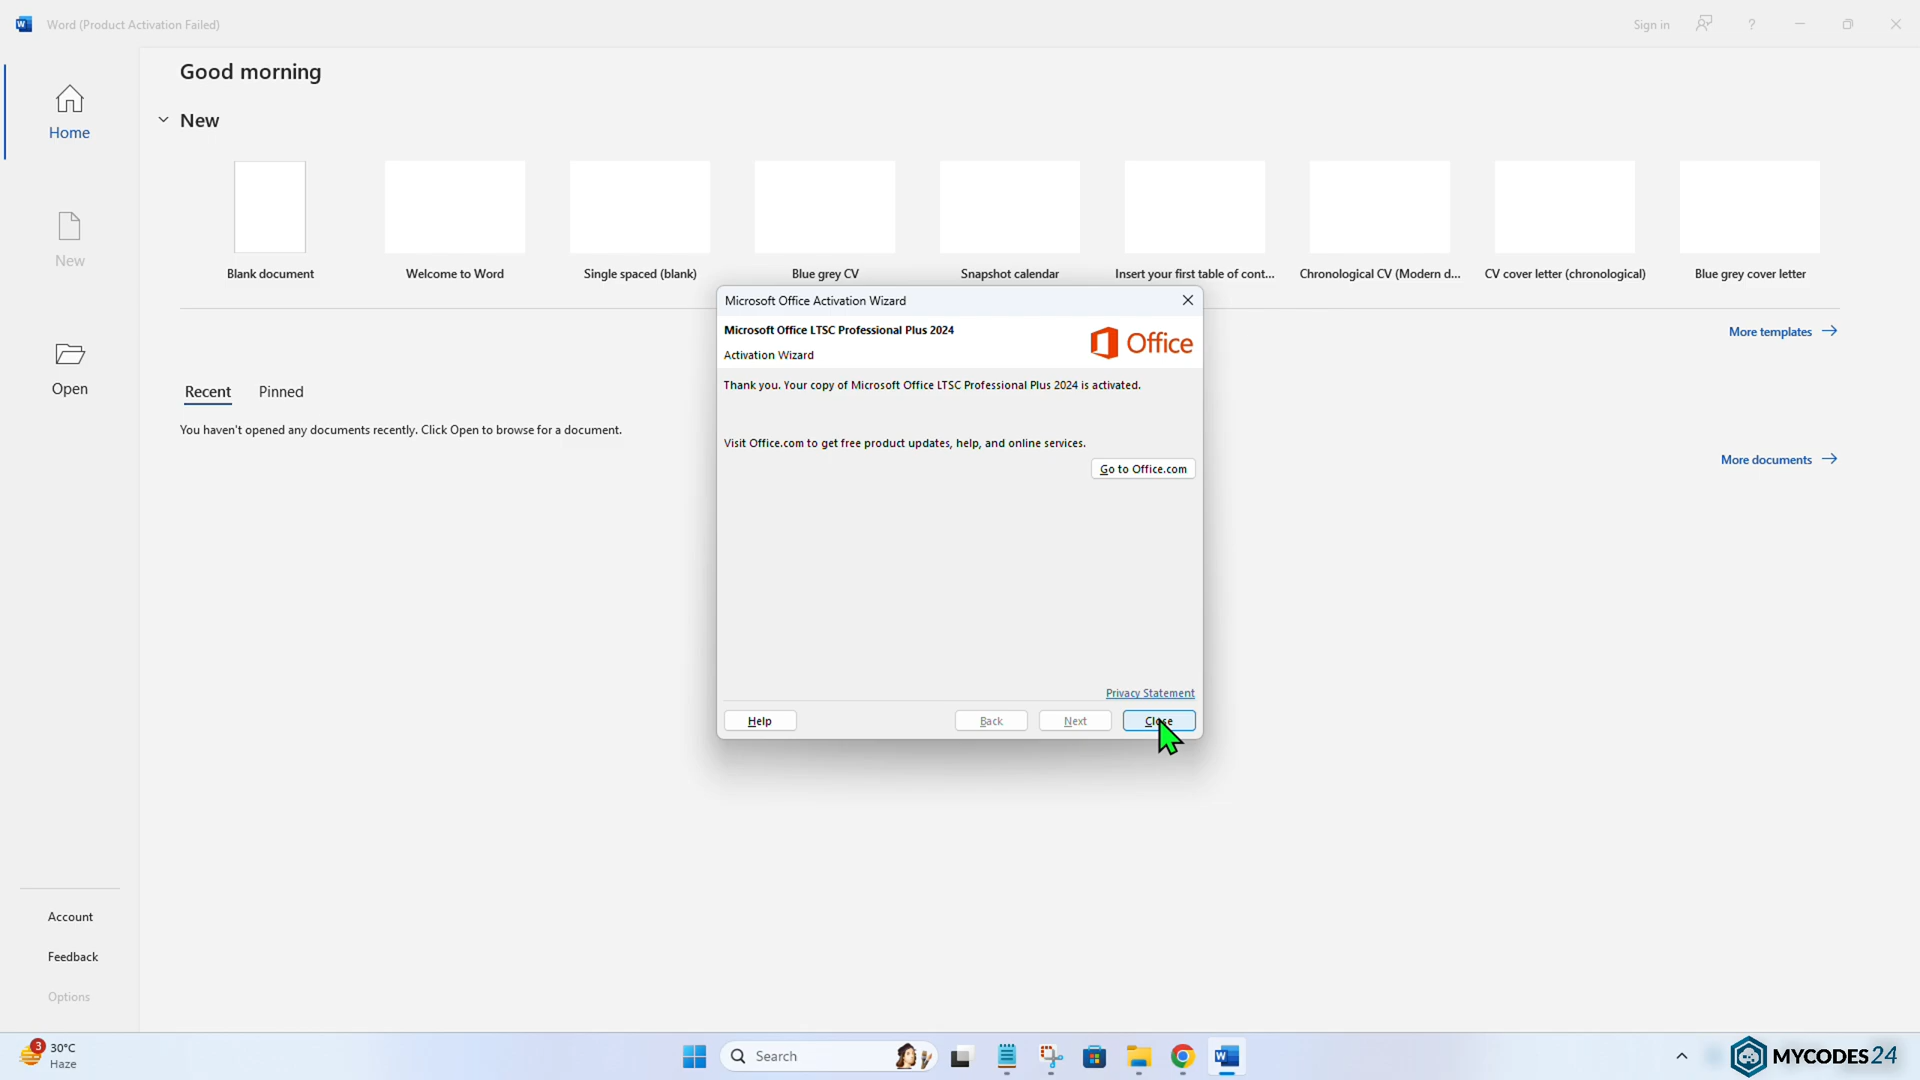 Word (Product Activation Failed)
Sign in
?
Good morning
Home
New
New
Open
Blank document
Welcome to Word
Single spaced (blank)
Blue grey CV
Snapshot calendar
Insert your first table of cont...
Chronological CV (Modern d...
CV cover letter (chronological)
Blue grey cover letter
More templates
Recent
Pinned
You haven't opened any documents recently. Click Open to browse for a document.
More documents
Microsoft Office Activation Wizard
Microsoft Office LTSC Professional Plus 2024
Activation Wizard
Office
Thank you. Your copy of Microsoft Office LTSC Professional Plus 2024 is activated.
Visit Office.com to get free product updates, help, and online services.
Go to Office.com
Privacy Statement
Help
Back
Next
Close
Account
Feedback
Options
3
30°C
Haze
Search
W
MYCODES 24